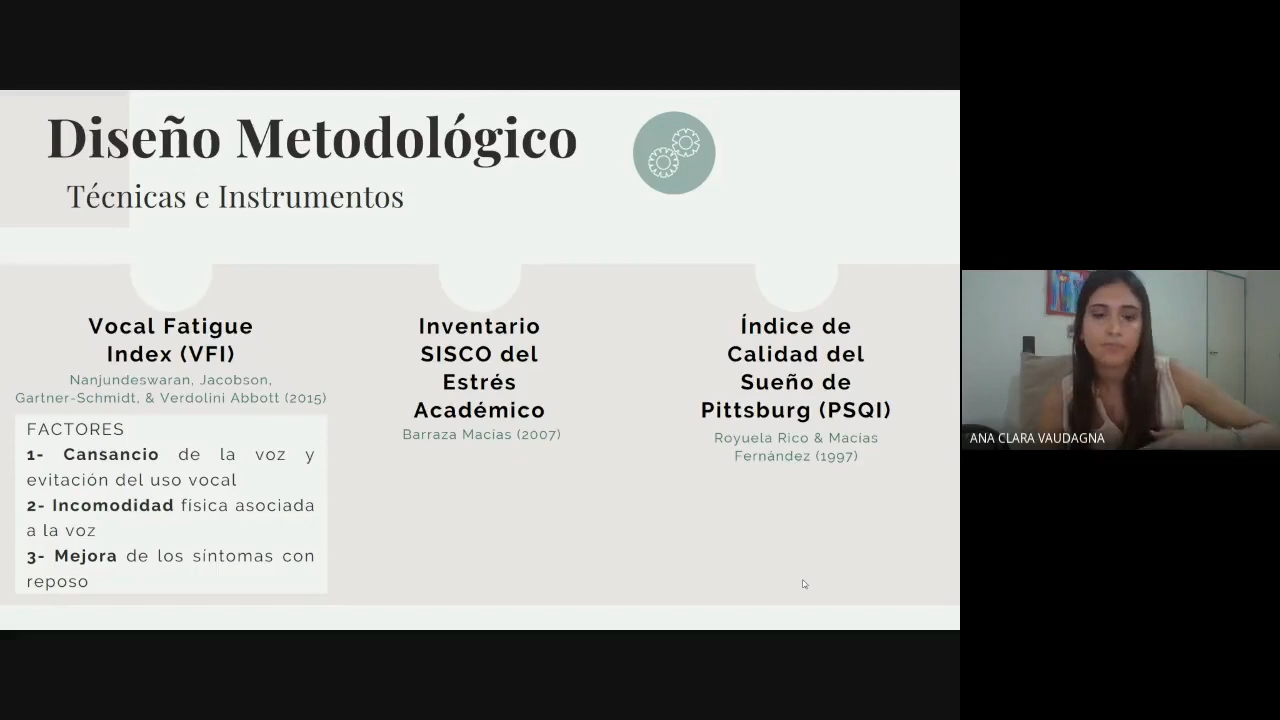 Diseño Metodológico
Técnicas e Instrumentos
Vocal Fatigue
Index (VFI)
Nanjundeswaran, Jacobson,
Gartner-Schmidt, & Verdolini Abbott (2015)
FACTORES
1- Cansancio de la voz y
evitación del uso vocal
2- Incomodidad física asociada
a la voz
3- Mejora de los síntomas con
reposo
Inventario
SISCO del
Estrés
Académico
Barraza Macías (2007)
Índice de
Calidad del
Sueño de
Pittsburg (PSQI)
Royuela Rico & Macías
Fernández (1997)
ANA CLARA VAUDAGNA